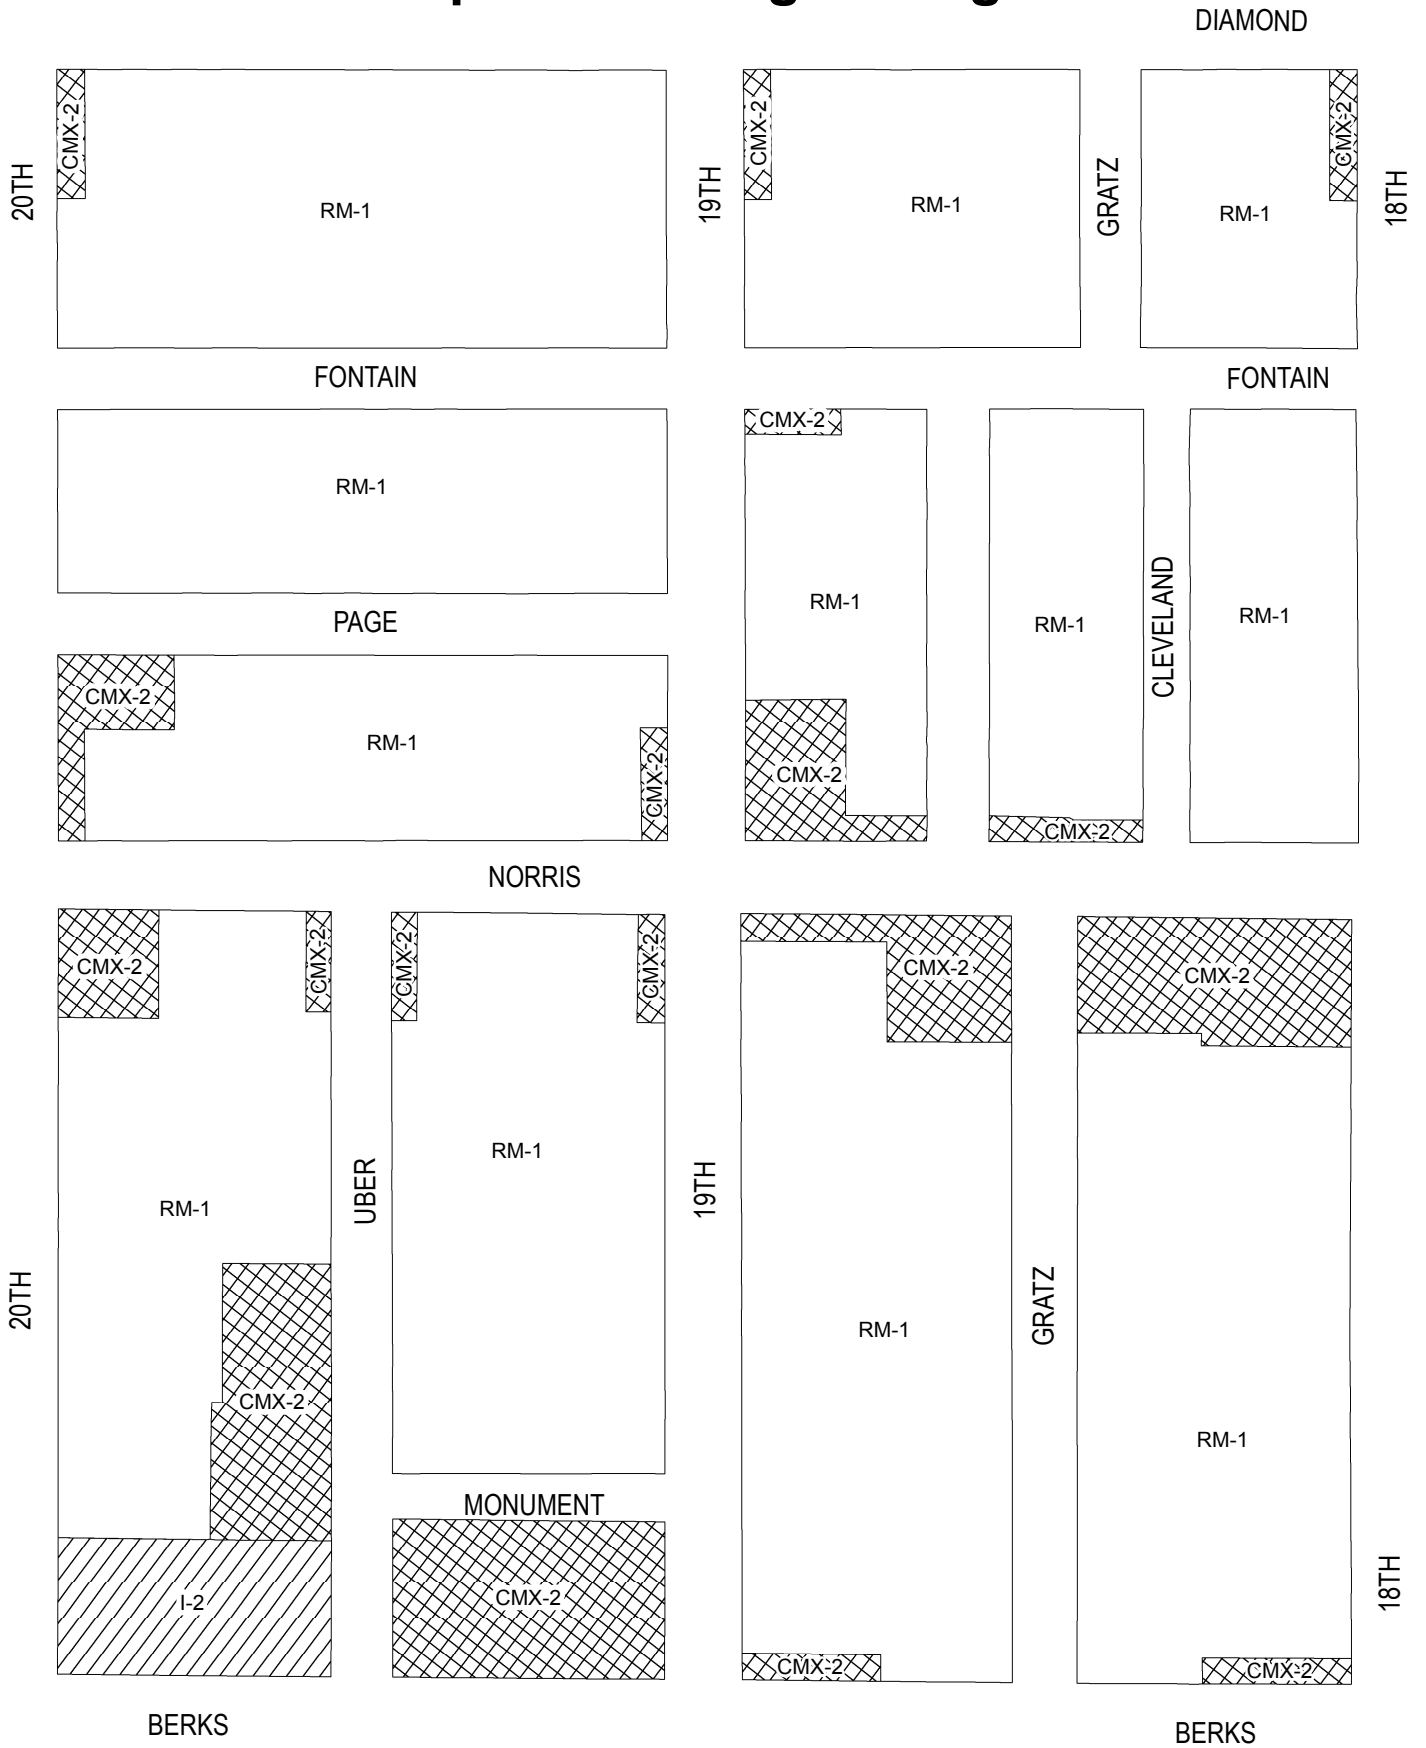 DIAMOND
CMX-2
CMX-2
CMX-2
20TH
RM-1
19TH
RM-1
GRATZ
RM-1
18TH
FONTAIN
FONTAIN
CMX-2
RM-1
RM-1
RM-1
RM-1
PAGE
CLEVELAND
CMX-2
RM-1
CMX-2
CMX-2
CMX-2
NORRIS
CMX-2
CMX-2
CMX-2
CMX-2
CMX-2
CMX-2
RM-1
UBER
RM-1
19TH
20TH
GRATZ
RM-1
CMX-2
RM-1
MONUMENT
I-2
CMX-2
18TH
CMX-2
CMX-2
BERKS
BERKS